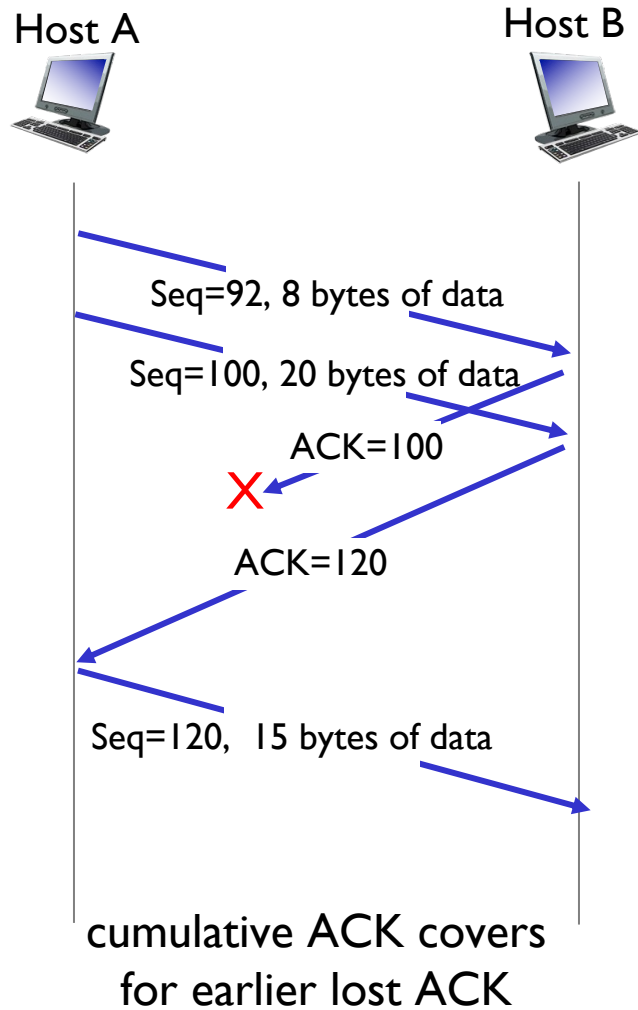 Host A
Host B
Seq=92, 8 bytes of data
Seq=100, 20 bytes of data
ACK=100
X
ACK=120
Seq=120, 15 bytes of data
cumulative ACK covers
for earlier lost ACK